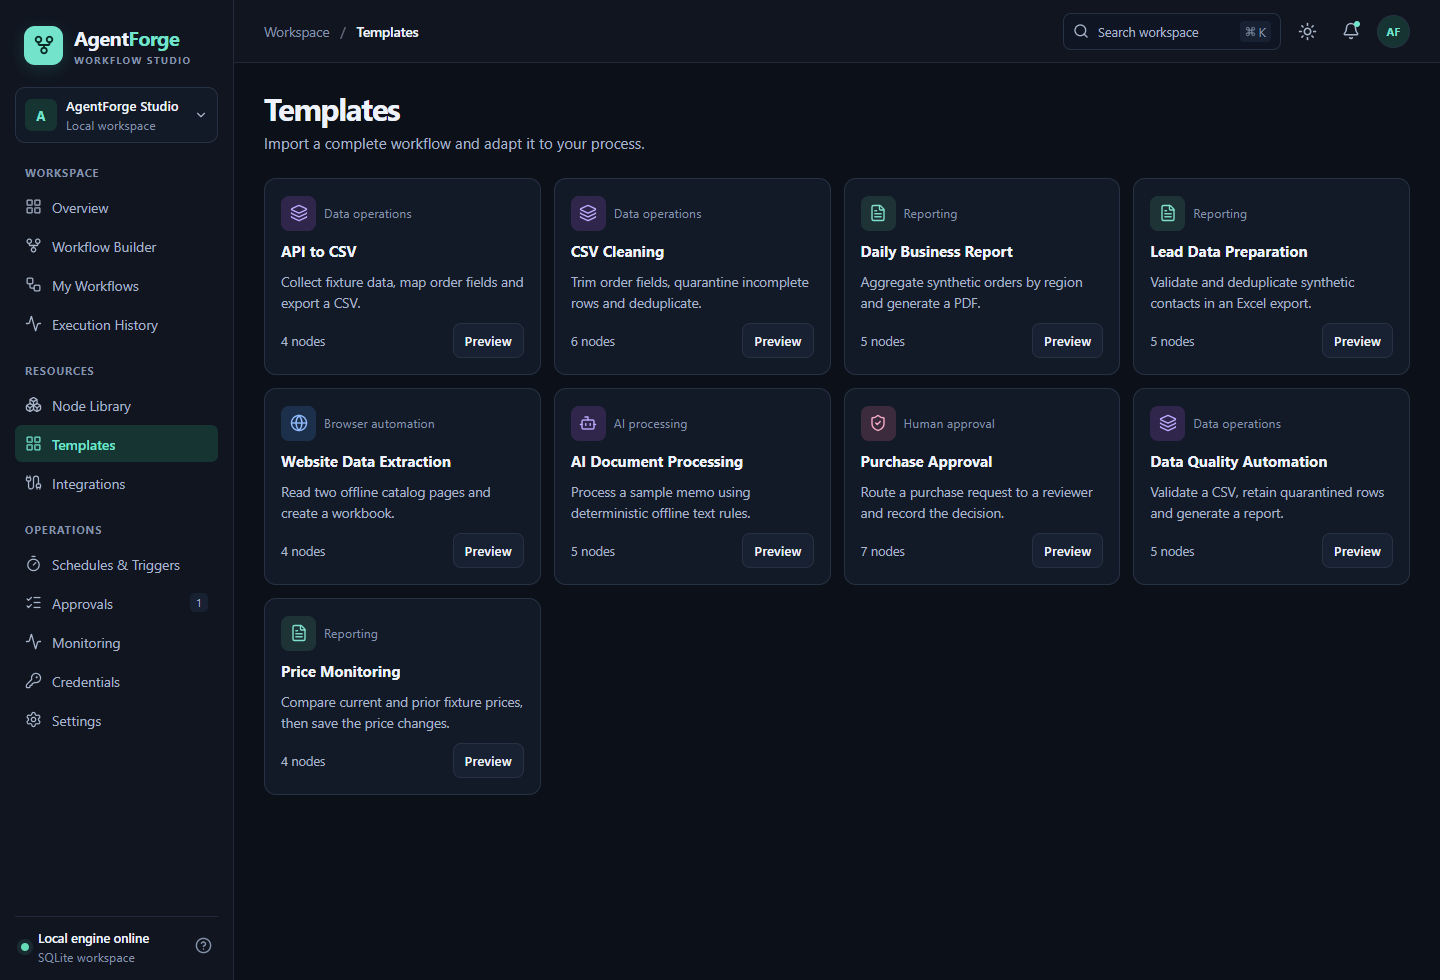 AgentForge
WORKFLOW STUDIO
A
AgentForge Studio
Local workspace
WORKSPACE
Overview
Workflow Builder
My Workflows
Execution History
RESOURCES
Node Library
Templates
Integrations
OPERATIONS
Schedules & Triggers
Approvals
1
Monitoring
Credentials
Settings
Local engine online
SQLite workspace
Workspace / Templates
Search workspace
⌘ K
AF
Templates
Import a complete workflow and adapt it to your process.
Data operations
API to CSV
Collect fixture data, map order fields and
export a CSV.
4 nodes
Preview
Data operations
CSV Cleaning
Trim order fields, quarantine incomplete
rows and deduplicate.
6 nodes
Preview
Reporting
Daily Business Report
Aggregate synthetic orders by region
and generate a PDF.
5 nodes
Preview
Reporting
Lead Data Preparation
Validate and deduplicate synthetic
contacts in an Excel export.
5 nodes
Preview
Browser automation
Website Data Extraction
Read two offline catalog pages and
create a workbook.
4 nodes
Preview
AI processing
AI Document Processing
Process a sample memo using
deterministic offline text rules.
5 nodes
Preview
Human approval
Purchase Approval
Route a purchase request to a reviewer
and record the decision.
7 nodes
Preview
Data operations
Data Quality Automation
Validate a CSV, retain quarantined rows
and generate a report.
5 nodes
Preview
Reporting
Price Monitoring
Compare current and prior fixture prices,
then save the price changes.
4 nodes
Preview